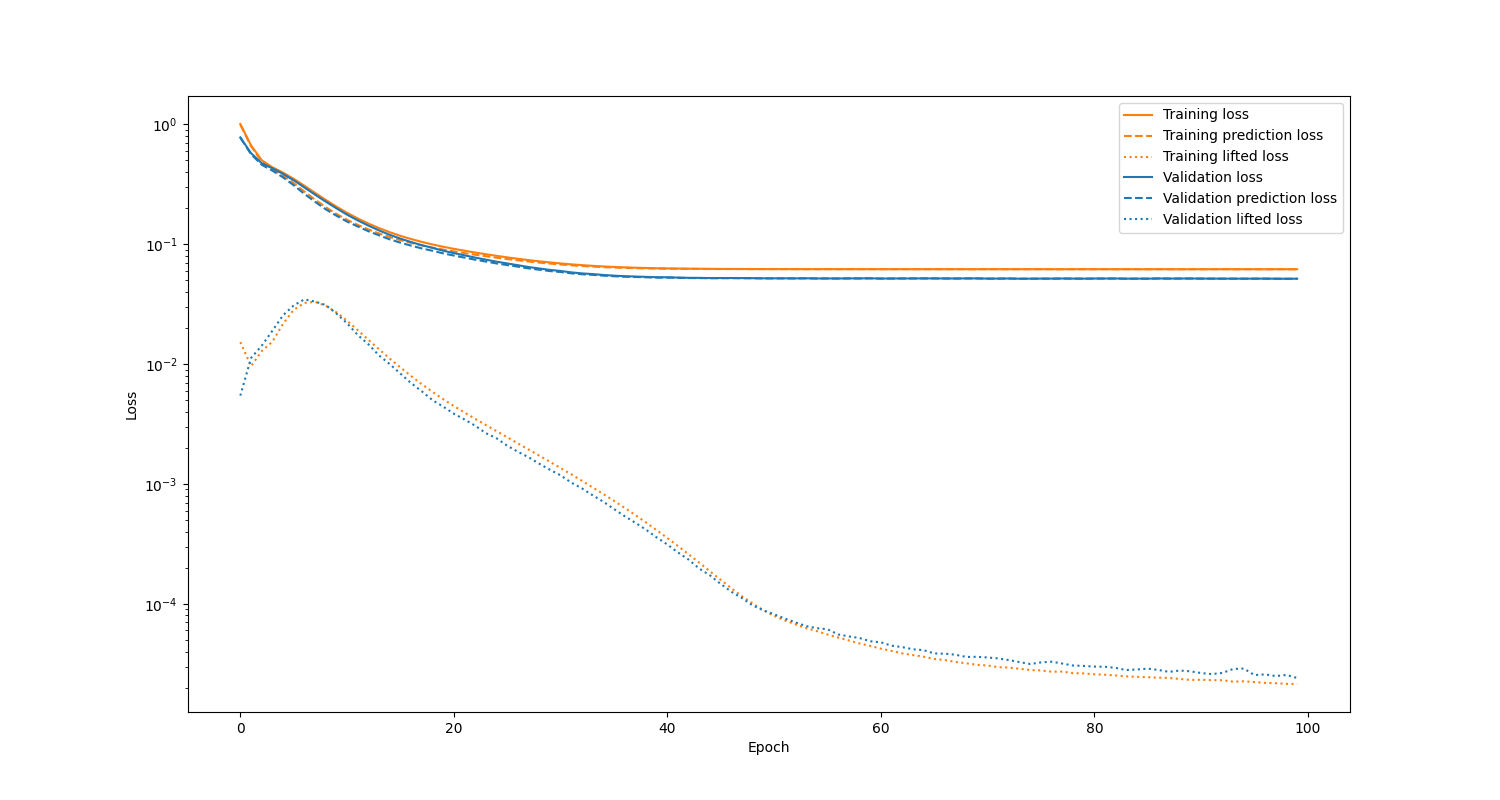 Training loss
Training prediction loss
Training lifted loss
Validation loss
Validation prediction loss
Validation lifted loss
10⁰
10⁻¹
10⁻²
10⁻³
10⁻⁴
Loss
0 20 40 60 80 100
Epoch